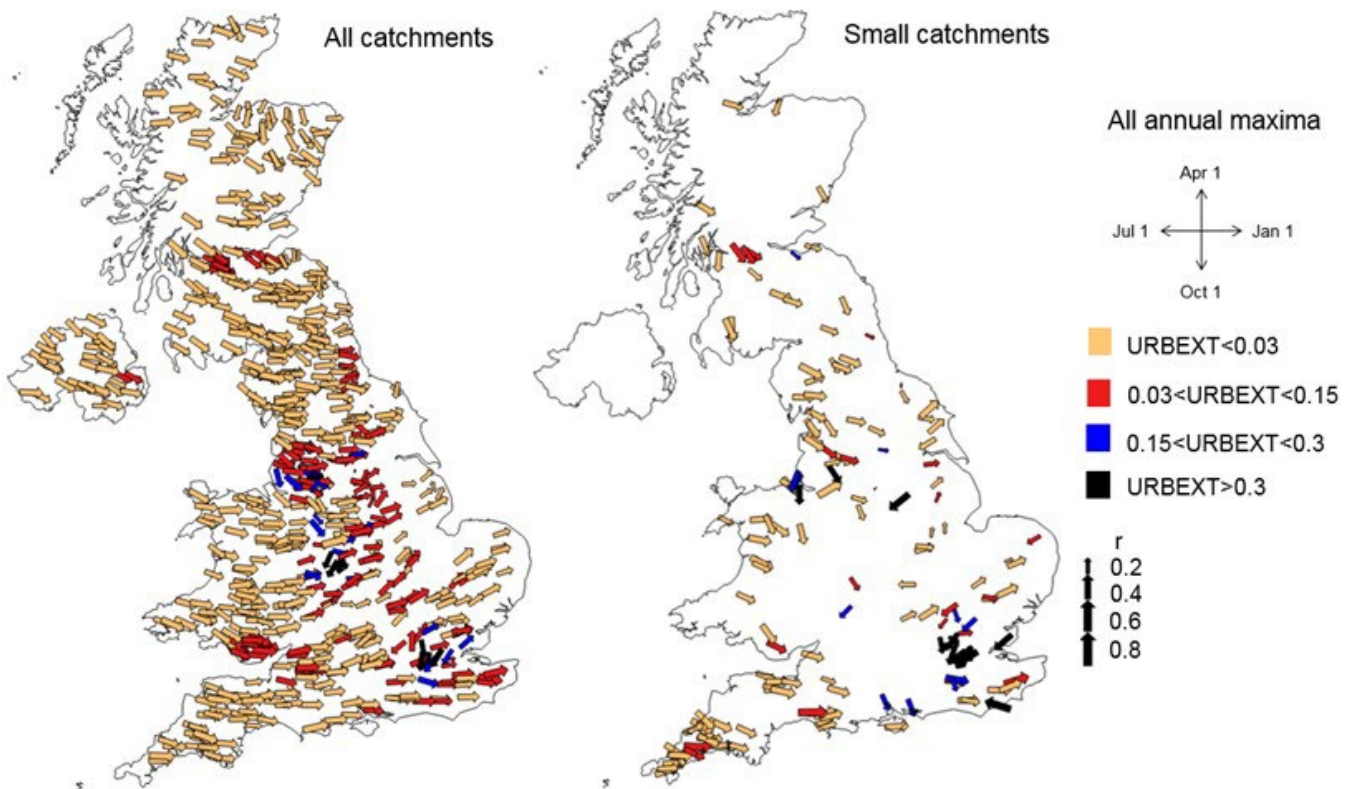 All catchments
Small catchments
All annual maxima
Apr 1
Jul 1
Jan 1
Oct 1
URBEXT<0.03
0.03<URBEXT<0.15
0.15<URBEXT<0.3
URBEXT>0.3
r
0.2
0.4
0.6
0.8